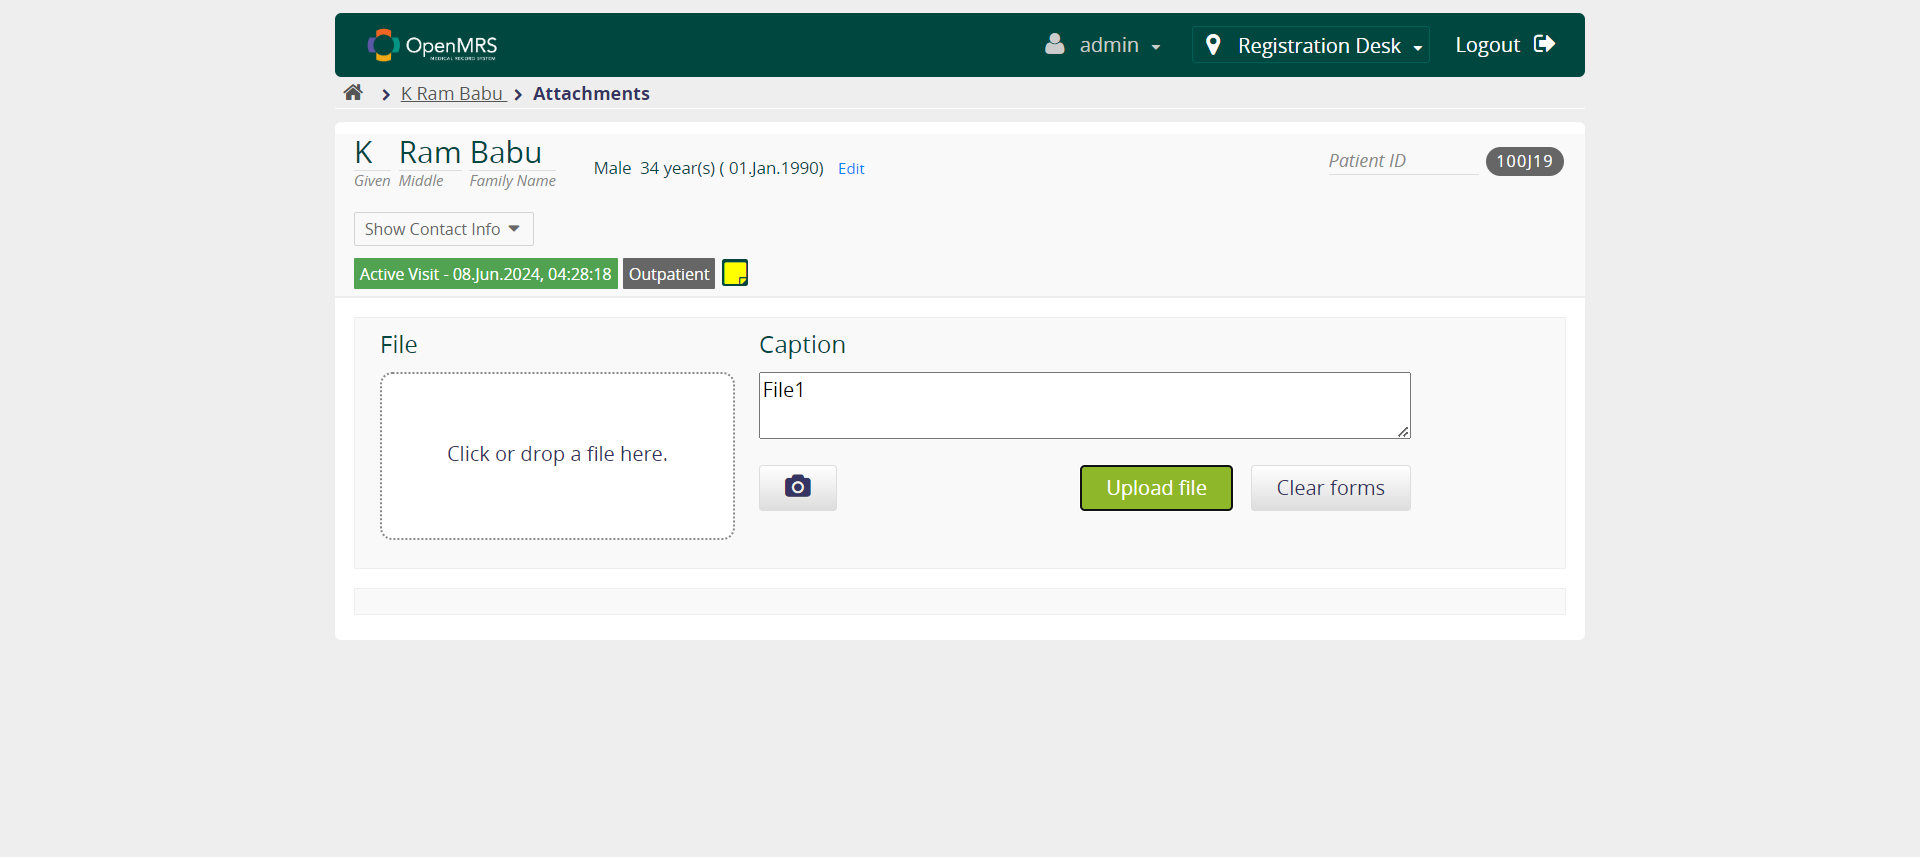 OpenMRS
MEDICAL RECORD SYSTEM
admin
Registration Desk
Logout
K Ram Babu
Attachments
K Ram Babu
Given Middle Family Name
Male 34 year(s) ( 01.Jan.1990) Edit
Patient ID
100J19
Show Contact Info
Active Visit - 08.Jun.2024, 04:28:18
Outpatient
File
Caption
File1
Click or drop a file here.
Upload file
Clear forms